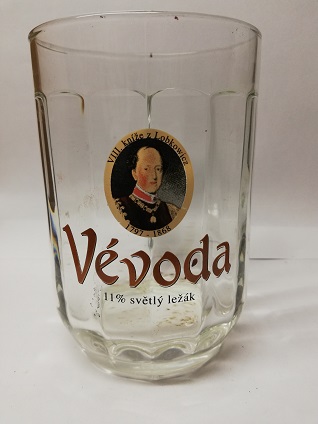 VIII. kníže z Lobkowicz
1797 - 1868
Vévoda
11% světlý ležák